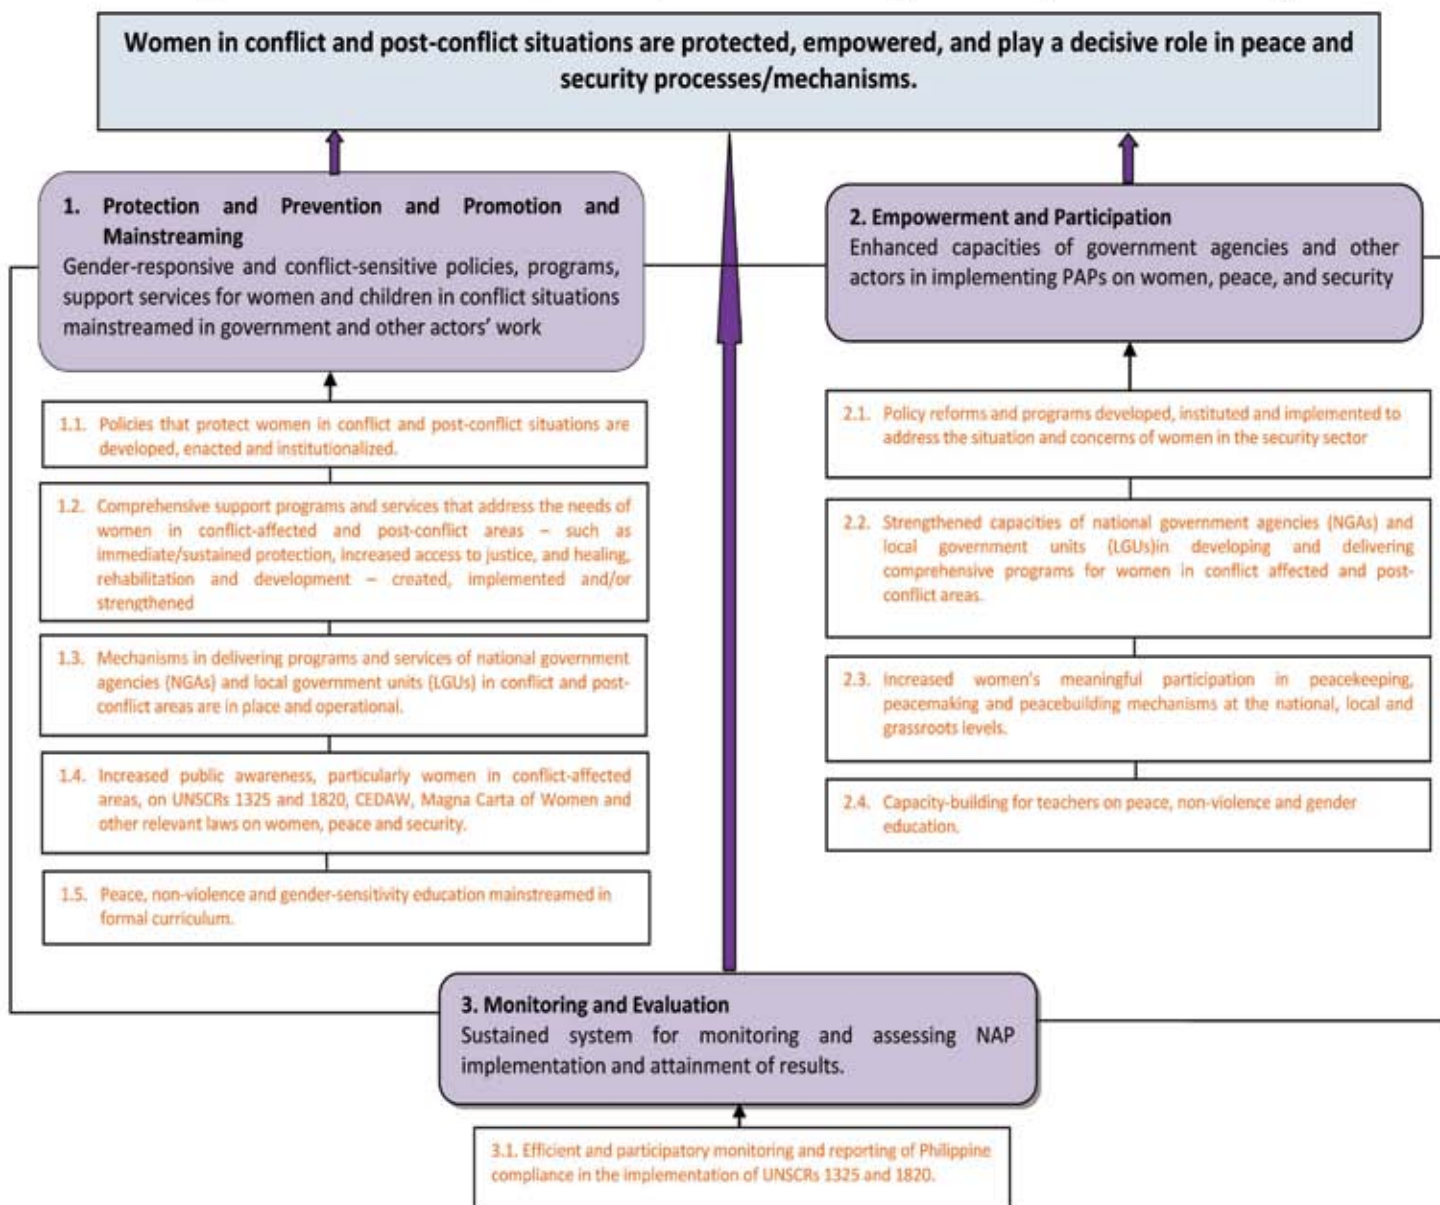 Women in conflict and post-conflict situations are protected, empowered, and play a decisive role in peace and
security processes/mechanisms.
1. Protection and Prevention and Promotion and
Mainstreaming
Gender-responsive and conflict-sensitive policies, programs,
support services for women and children in conflict situations
mainstreamed in government and other actors' work
1.1. Policies that protect women in conflict and post-conflict situations are
developed, enacted and institutionalized.
1.2. Comprehensive support programs and services that address the needs of
women in conflict-affected and post-conflict areas – such as
immediate/sustained protection, increased access to justice, and healing,
rehabilitation and development – created, implemented and/or
strengthened
1.3. Mechanisms in delivering programs and services of national government
agencies (NGAs) and local government units (LGUs) in conflict and post-
conflict areas are in place and operational.
1.4. Increased public awareness, particularly women in conflict-affected
areas, on UNSCRs 1325 and 1820, CEDAW, Magna Carta of Women and
other relevant laws on women, peace and security.
1.5. Peace, non-violence and gender-sensitivity education mainstreamed in
formal curriculum.
2. Empowerment and Participation
Enhanced capacities of government agencies and other
actors in implementing PAPs on women, peace, and security
2.1. Policy reforms and programs developed, instituted and implemented to
address the situation and concerns of women in the security sector
2.2. Strengthened capacities of national government agencies (NGAs) and
local government units (LGUs)in developing and delivering
comprehensive programs for women in conflict affected and post-
conflict areas.
2.3. Increased women's meaningful participation in peacekeeping,
peacemaking and peacebuilding mechanisms at the national, local and
grassroots levels.
2.4. Capacity-building for teachers on peace, non-violence and gender
education.
3. Monitoring and Evaluation
Sustained system for monitoring and assessing NAP
implementation and attainment of results.
3.1. Efficient and participatory monitoring and reporting of Philippine
compliance in the implementation of UNSCRs 1325 and 1820.